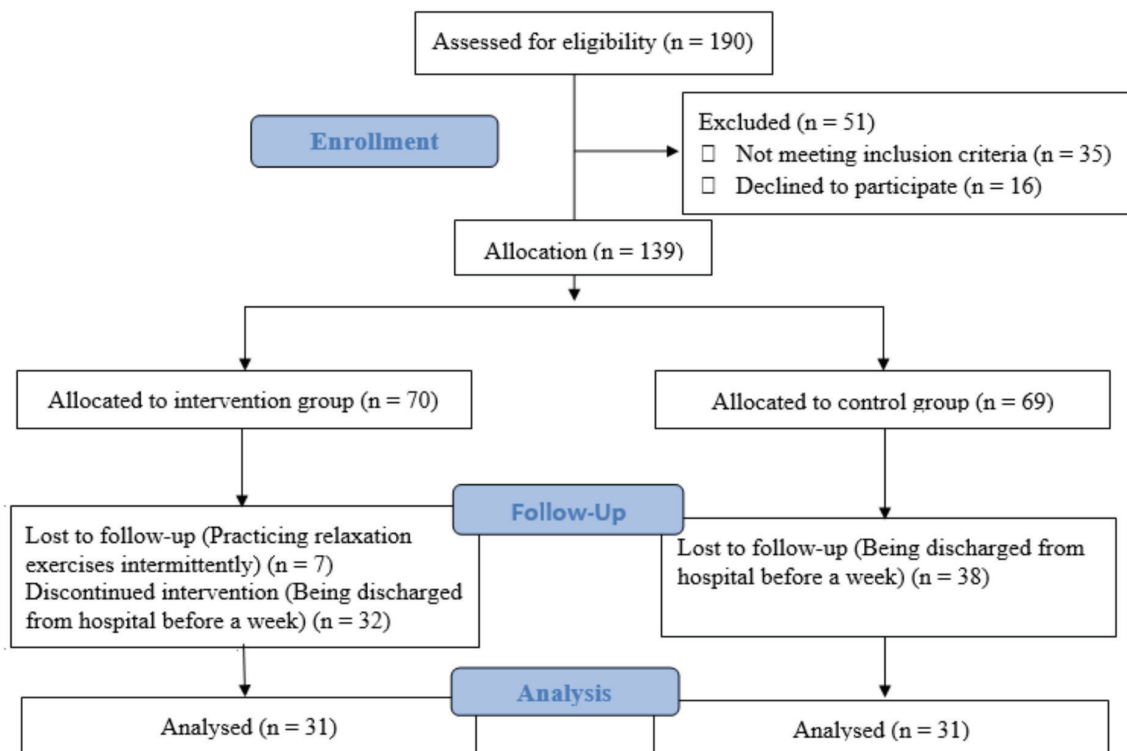 Assessed for eligibility (n = 190)
Enrollment
Excluded (n = 51)
□ Not meeting inclusion criteria (n = 35)
□ Declined to participate (n = 16)
Allocation (n = 139)
Allocated to intervention group (n = 70)
Allocated to control group (n = 69)
Follow-Up
Lost to follow-up (Practicing relaxation
exercises intermittently) (n = 7)
Discontinued intervention (Being discharged
from hospital before a week) (n = 32)
Lost to follow-up (Being discharged from
hospital before a week) (n = 38)
Analysis
Analysed (n = 31)
Analysed (n = 31)